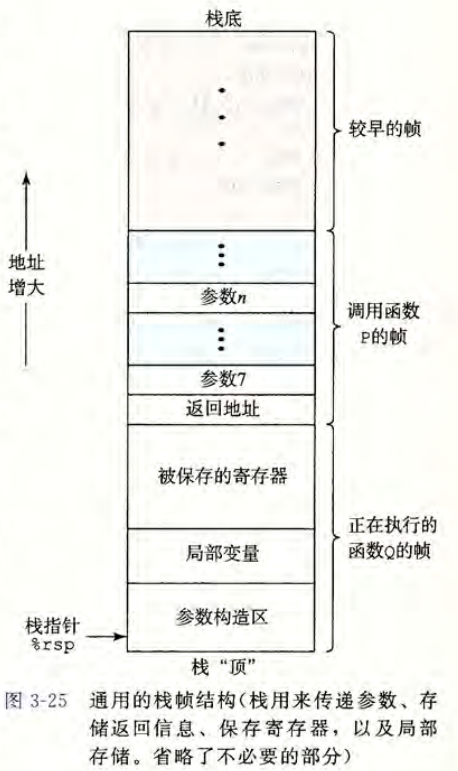 栈底
较早的帧
地址
增大
参数n
调用函数
P的帧
参数7
返回地址
被保存的寄存器
正在执行的
函数Q的帧
局部变量
参数构造区
栈指针
%rsp
栈“顶”
图 3-25 通用的栈帧结构(栈用来传递参数、存
储返回信息、保存寄存器，以及局部
存储。省略了不必要的部分)